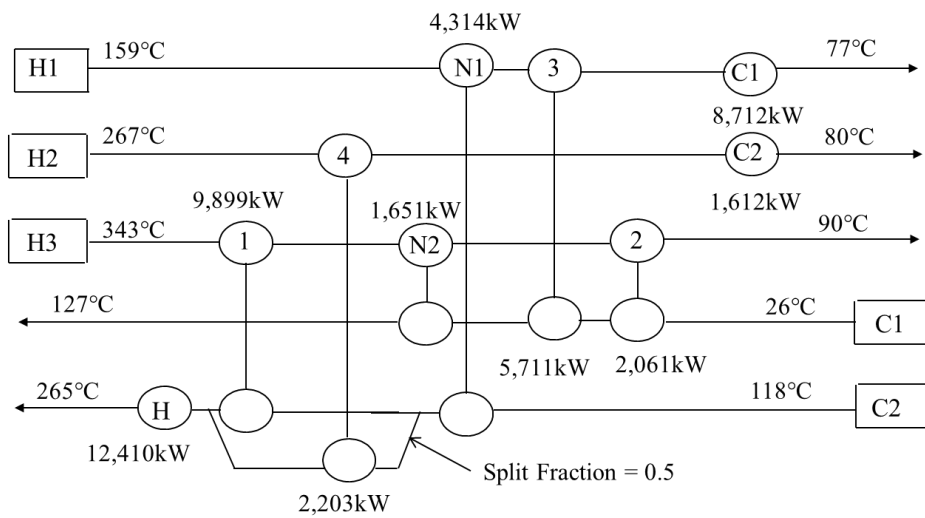 4,314kW
H1
159°C
N1
3
C1
77°C
8,712kW
H2
267°C
4
C2
80°C
9,899kW
1,651kW
1,612kW
H3
343°C
1
N2
2
90°C
127°C
26°C
C1
5,711kW
2,061kW
265°C
H
118°C
C2
12,410kW
Split Fraction = 0.5
2,203kW